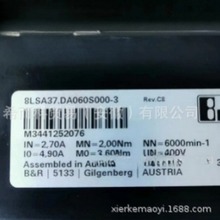 8LSA37.DA060S000-3
Rev.C0
M3441252076
IN=2,70A
MN=2,00Nm
NN=6000min-1
I0=4,90A
M0=3,60Nm
UN=400V
Assembled in Austria
B&R | 5133 | Gilgenberg | AUSTRIA
xierkemaoyi.1688.com